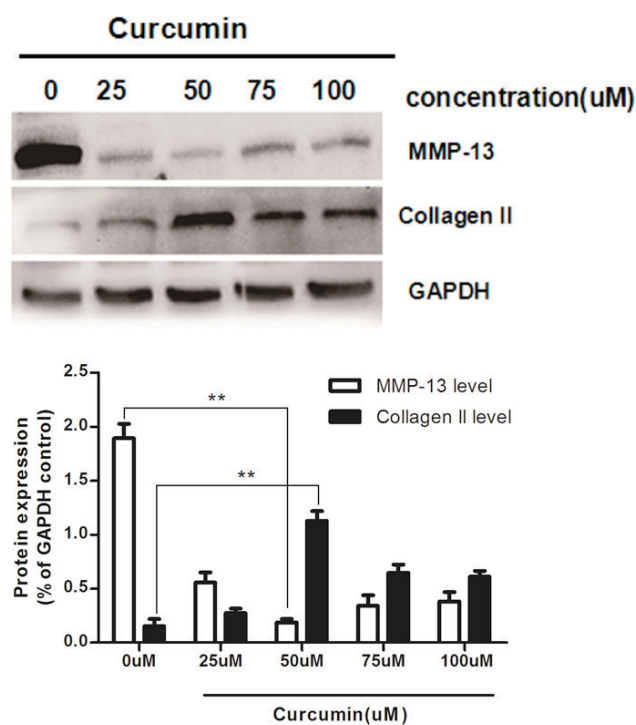 Curcumin
0 25 50 75 100 concentration(uM)
MMP-13
Collagen II
GAPDH
Protein expression
(% of GAPDH control)
2.5
2.0
1.5
1.0
0.5
0.0
MMP-13 level
Collagen II level
**
**
0uM 25uM 50uM 75uM 100uM
Curcumin(uM)